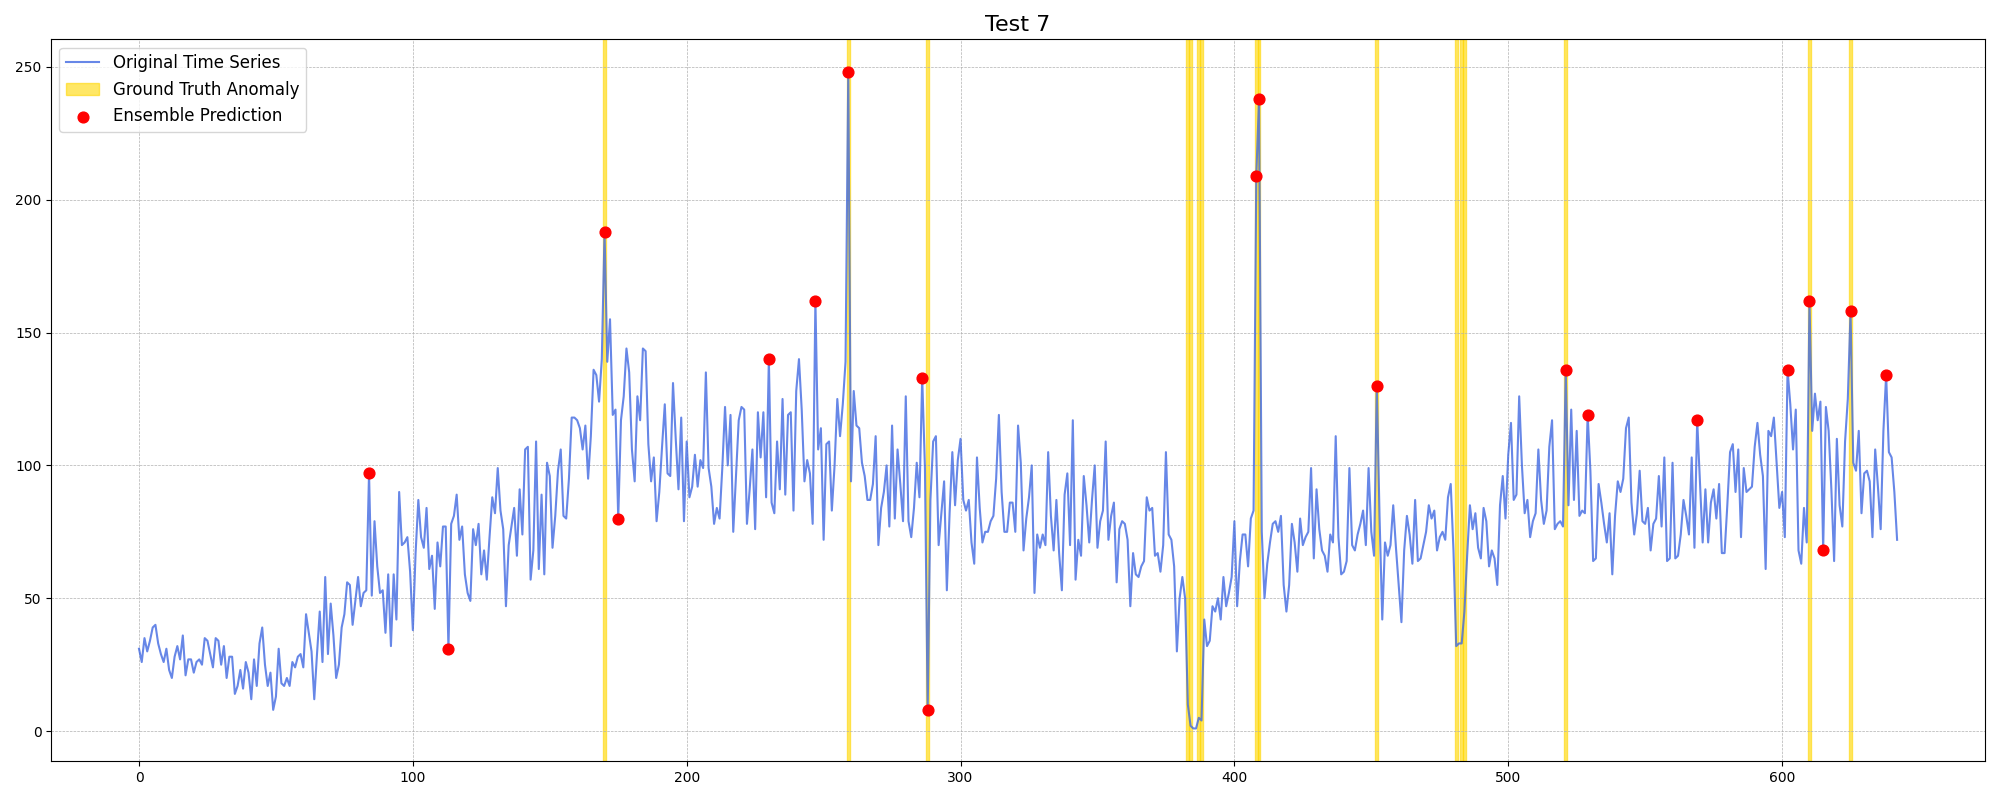 Test 7
Original Time Series
Ground Truth Anomaly
Ensemble Prediction
250
200
150
100
50
0
0 100 200 300 400 500 600